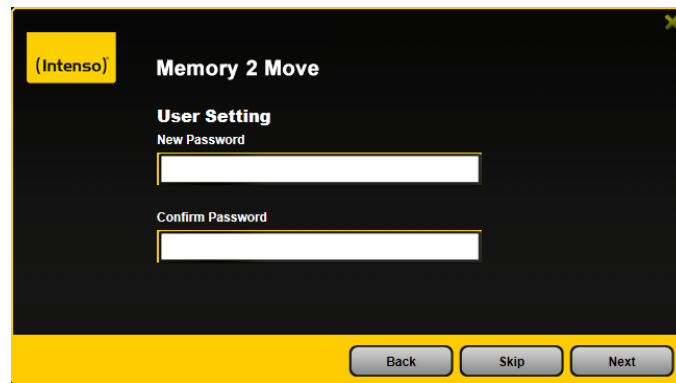 (Intenso)
Memory 2 Move
User Setting
New Password
Confirm Password
Back Skip Next